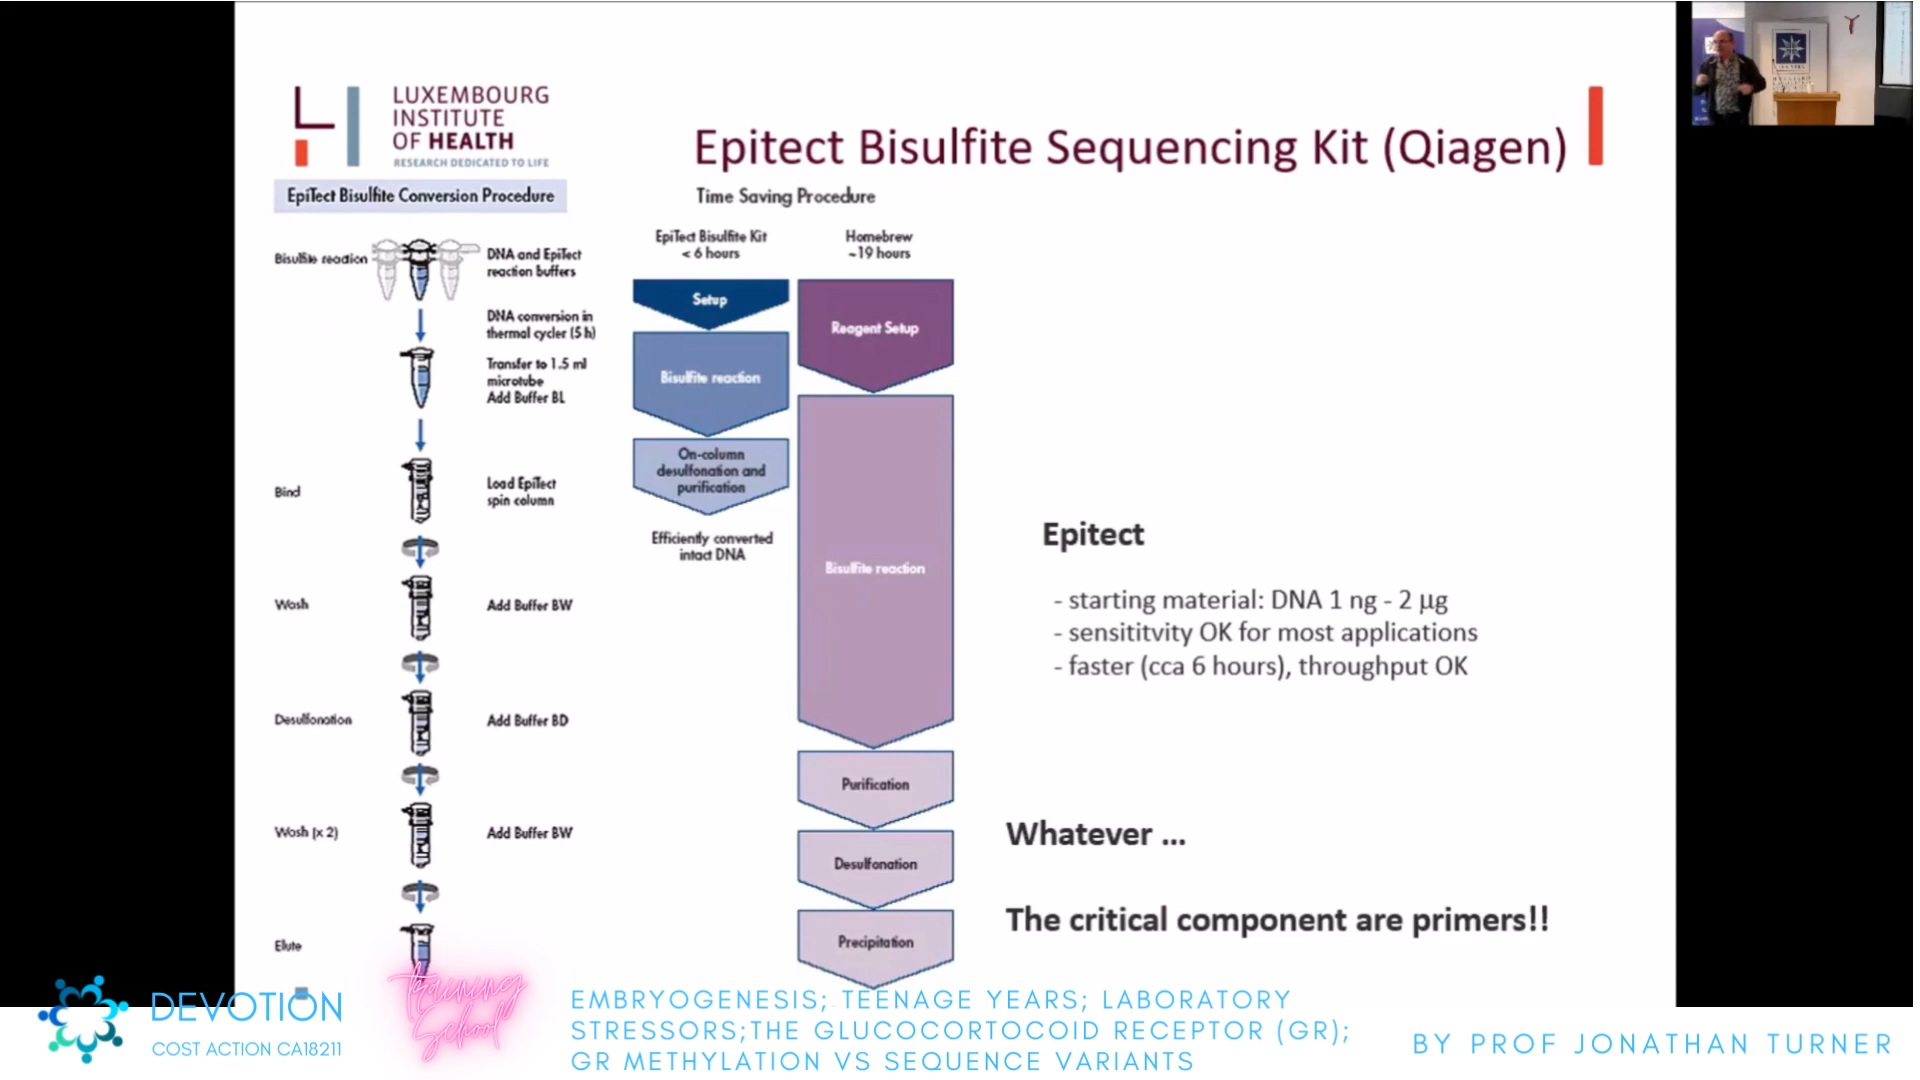 LUXEMBOURG
INSTITUTE
OF HEALTH
RESEARCH DEDICATED TO LIFE
Epitect Bisulfite Sequencing Kit (Qiagen)
EpiTect Bisulfite Conversion Procedure
Bisulfite reaction
DNA and EpiTect
reaction buffers
DNA conversion in
thermal cycler (5 h)
Transfer to 1.5 ml
microtube
Add Buffer BL
Bind
Load EpiTect
spin column
Wash
Add Buffer BW
Desulfonation
Add Buffer BD
Wash (x 2)
Add Buffer BW
Elute
Time Saving Procedure
EpiTect Bisulfite Kit
< 6 hours
Setup
Bisulfite reaction
On-column
desulfonation and
purification
Efficiently converted
intact DNA
Homebrew
~19 hours
Reagent Setup
Bisulfite reaction
Purification
Desulfonation
Precipitation
Epitect
- starting material: DNA 1 ng - 2 µg
- sensititvity OK for most applications
- faster (cca 6 hours), throughput OK
Whatever ...
The critical component are primers!!
DEVOTION
COST ACTION CA18211
training
School
EMBRYOGENESIS; TEENAGE YEARS; LABORATORY
STRESSORS;THE GLUCOCORTOCOID RECEPTOR (GR);
GR METHYLATION VS SEQUENCE VARIANTS
BY PROF JONATHAN TURNER